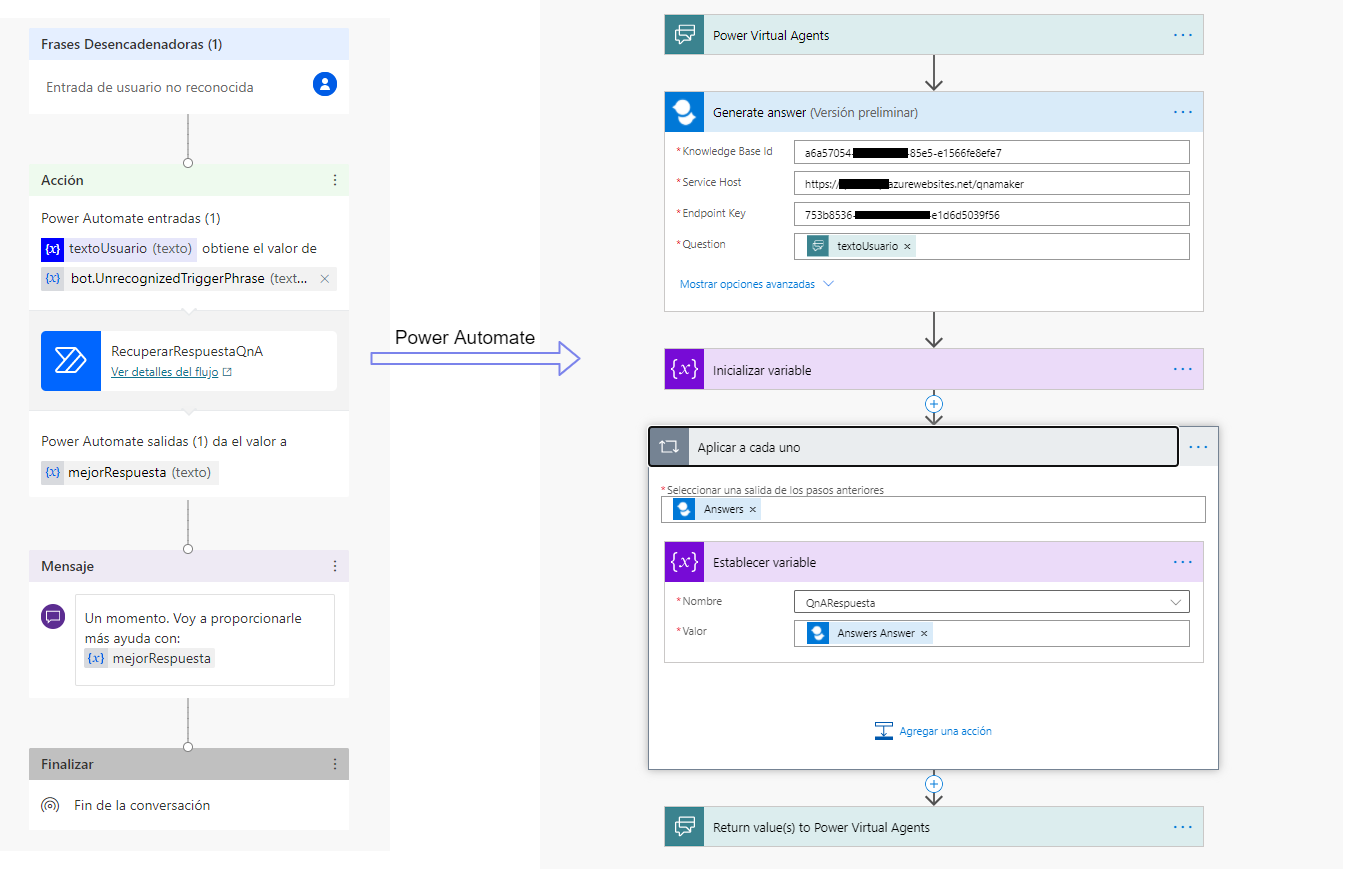 Frases Desencadenadoras (1)
Entrada de usuario no reconocida
Acción
Power Automate entradas (1)
{x} textoUsuario (texto) obtiene el valor de
{x} bot.UnrecognizedTriggerPhrase (text...
RecuperarRespuestaQnA
Ver detalles del flujo
Power Automate salidas (1) da el valor a
{x} mejorRespuesta (texto)
Mensaje
Un momento. Voy a proporcionarle
más ayuda con:
{x} mejorRespuesta
Finalizar
Fin de la conversación
Power Automate
Power Virtual Agents
Generate answer (Versión preliminar)
*Knowledge Base Id
a6a57054- -85e5-e1566fe8efe7
*Service Host
https:// azurewebsites.net/qnamaker
*Endpoint Key
753b8536- -e1d6d5039f56
*Question
textoUsuario ×
Mostrar opciones avanzadas
{x} Inicializar variable
Aplicar a cada uno
*Seleccionar una salida de los pasos anteriores
Answers ×
{x} Establecer variable
*Nombre
QnARespuesta
*Valor
Answers Answer ×
Agregar una acción
Return value(s) to Power Virtual Agents